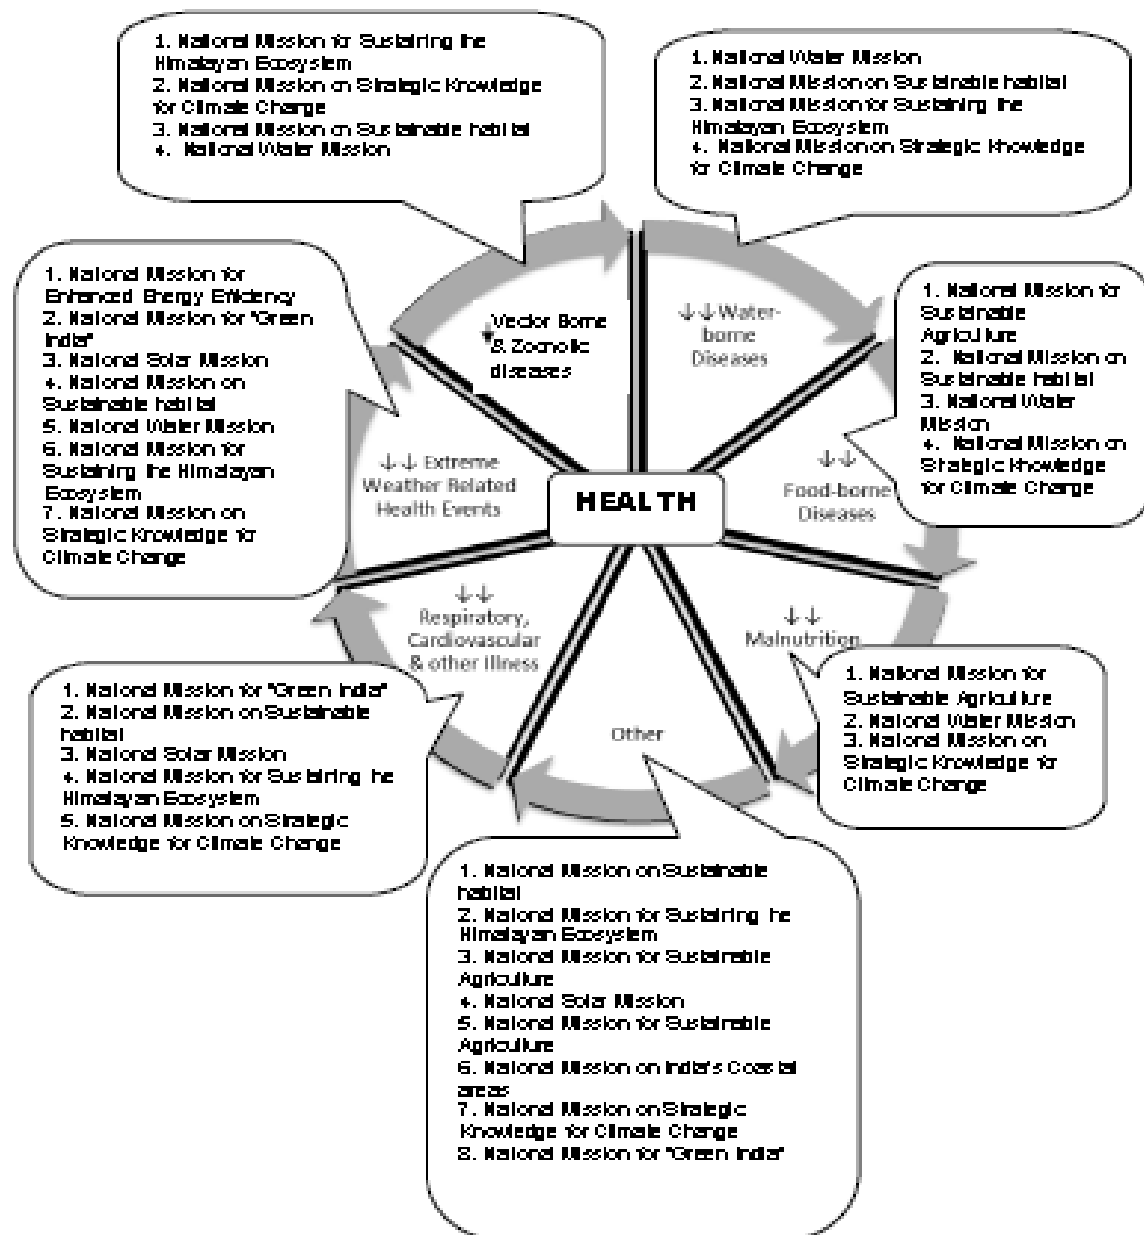 1. National Mission for Sustaining the
Himalayan Ecosystem
2. National Mission on Strategic Knowledge
for Climate Change
3. National Mission on Sustainable habitat
4. National Water Mission
1. National Water Mission
2. National Mission on Sustainable habitat
3. National Mission for Sustaining the
Himalayan Ecosystem
4. National Mission on Strategic Knowledge
for Climate Change
1. National Mission for
Enhanced Energy Efficiency
2. National Mission for "Green
India"
3. National Solar Mission
4. National Mission on
Sustainable habitat
5. National Water Mission
6. National Mission for
Sustaining the Himalayan
Ecosystem
7. National Mission on
Strategic Knowledge for
Climate Change
↓Vector Borne
& Zoonotic
diseases
↓↓Water-
borne
Diseases
1. National Mission for
Sustainable
Agriculture
2. National Mission on
Sustainable habitat
3. National Water
Mission
4. National Mission on
Strategic Knowledge
for Climate Change
↓↓ Extreme
Weather Related
Health Events
HEALTH
↓↓
Food-borne
Diseases
↓↓
Respiratory,
Cardiovascular
& other Illness
↓↓
Malnutrition
Other
1. National Mission for "Green India"
2. National Mission on Sustainable
habitat
3. National Solar Mission
4. National Mission for Sustaining the
Himalayan Ecosystem
5. National Mission on Strategic
Knowledge for Climate Change
1. National Mission for
Sustainable Agriculture
2. National Water Mission
3. National Mission on
Strategic Knowledge for
Climate Change
1. National Mission on Sustainable
habitat
2. National Mission for Sustaining the
Himalayan Ecosystem
3. National Mission for Sustainable
Agriculture
4. National Solar Mission
5. National Mission for Sustainable
Agriculture
6. National Mission on India's Coastal
areas
7. National Mission on Strategic
Knowledge for Climate Change
8. National Mission for "Green India"